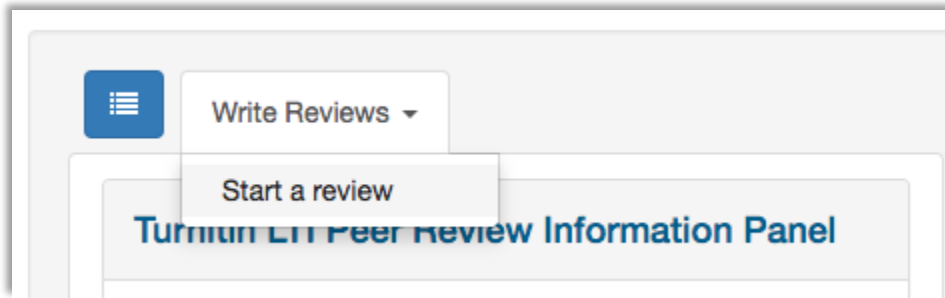 Write Reviews
Start a review
Turnitin LTI Peer Review Information Panel